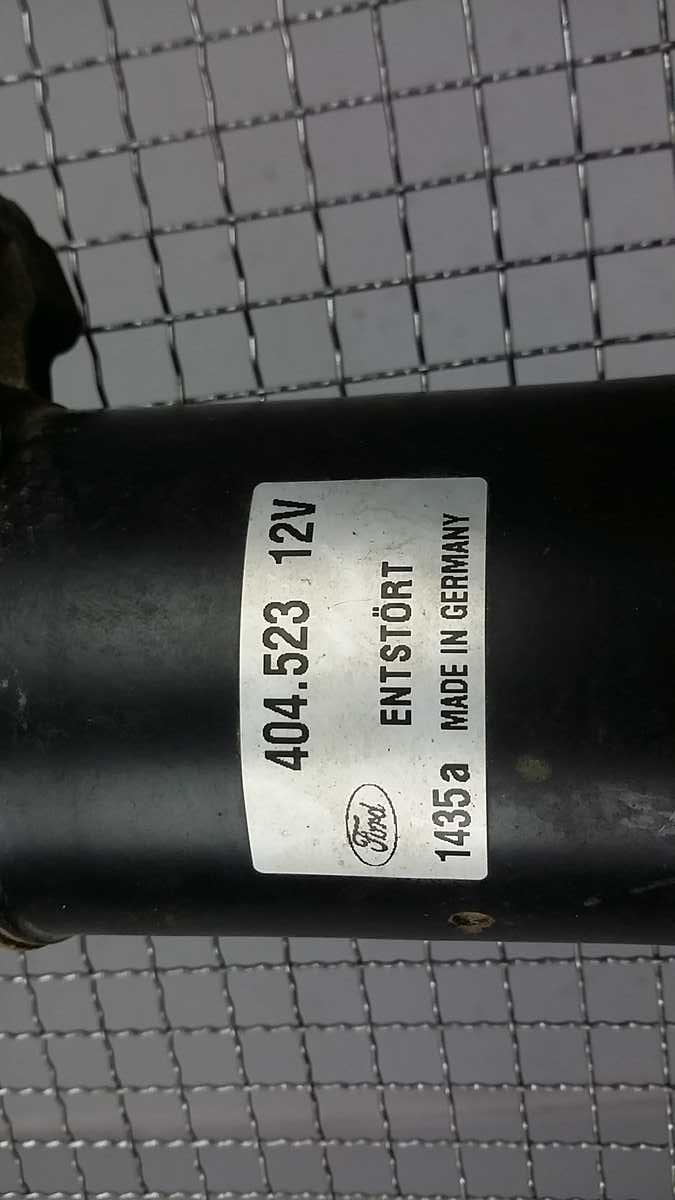 404.523 12V
ENTSTÖRT
Ford
1435a MADE IN GERMANY